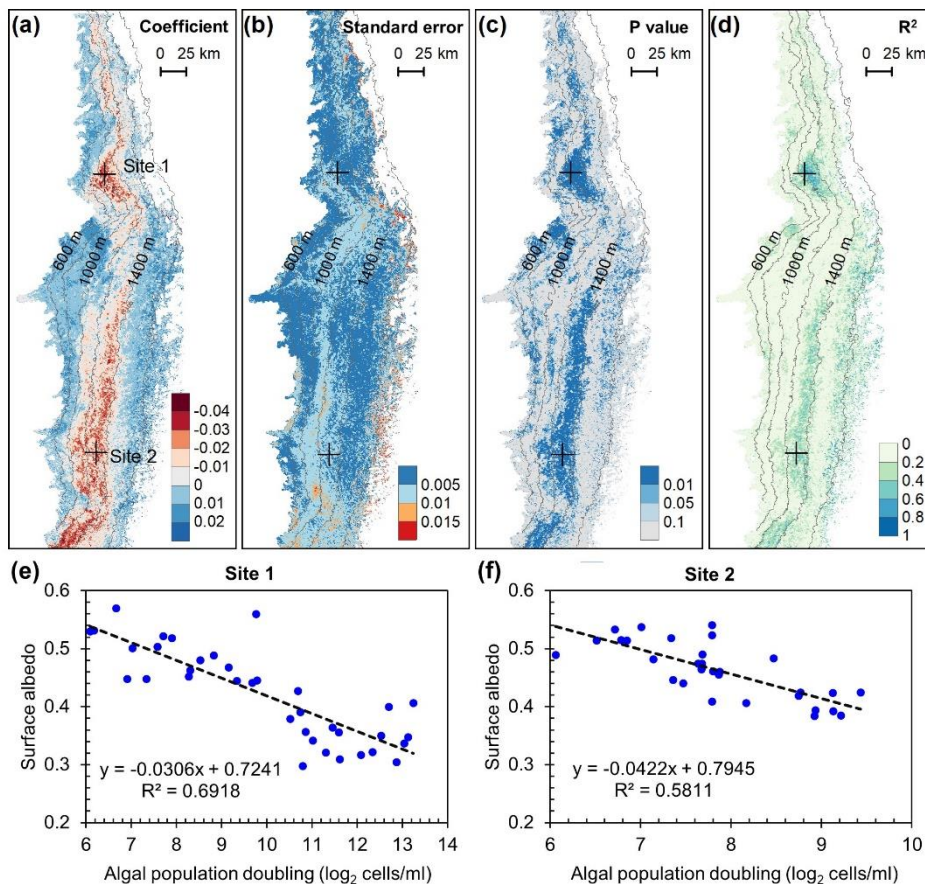 (a) Coefficient
0 25 km
Site 1
600 m
1000 m
1400 m
Site 2
-0.04
-0.03
-0.02
-0.01
0
0.01
0.02
(b) Standard error
0 25 km
600 m
1000 m
1400 m
0.005
0.01
0.015
(c) P value
0 25 km
600 m
1000 m
1400 m
0.01
0.05
0.1
(d) R²
0 25 km
600 m
1000 m
1400 m
0
0.2
0.4
0.6
0.8
1
(e) Site 1
Surface albedo
0.6
0.5
0.4
0.3
0.2
y = -0.0306x + 0.7241
R² = 0.6918
6 7 8 9 10 11 12 13 14
Algal population doubling (log₂ cells/ml)
(f) Site 2
Surface albedo
0.6
0.5
0.4
0.3
0.2
y = -0.0422x + 0.7945
R² = 0.5811
6 7 8 9 10
Algal population doubling (log₂ cells/ml)